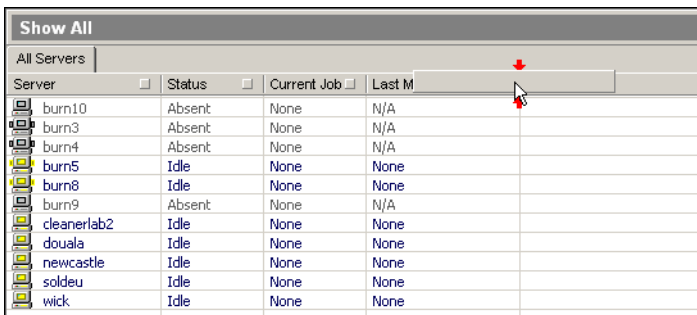 Show All
All Servers
Server Status Current Job Last M
burn10 Absent None N/A
burn3 Absent None N/A
burn4 Absent None N/A
burn5 Idle None None
burn8 Idle None None
burn9 Absent None N/A
cleanerlab2 Idle None None
douala Idle None None
newcastle Idle None None
soldeu Idle None None
wick Idle None None